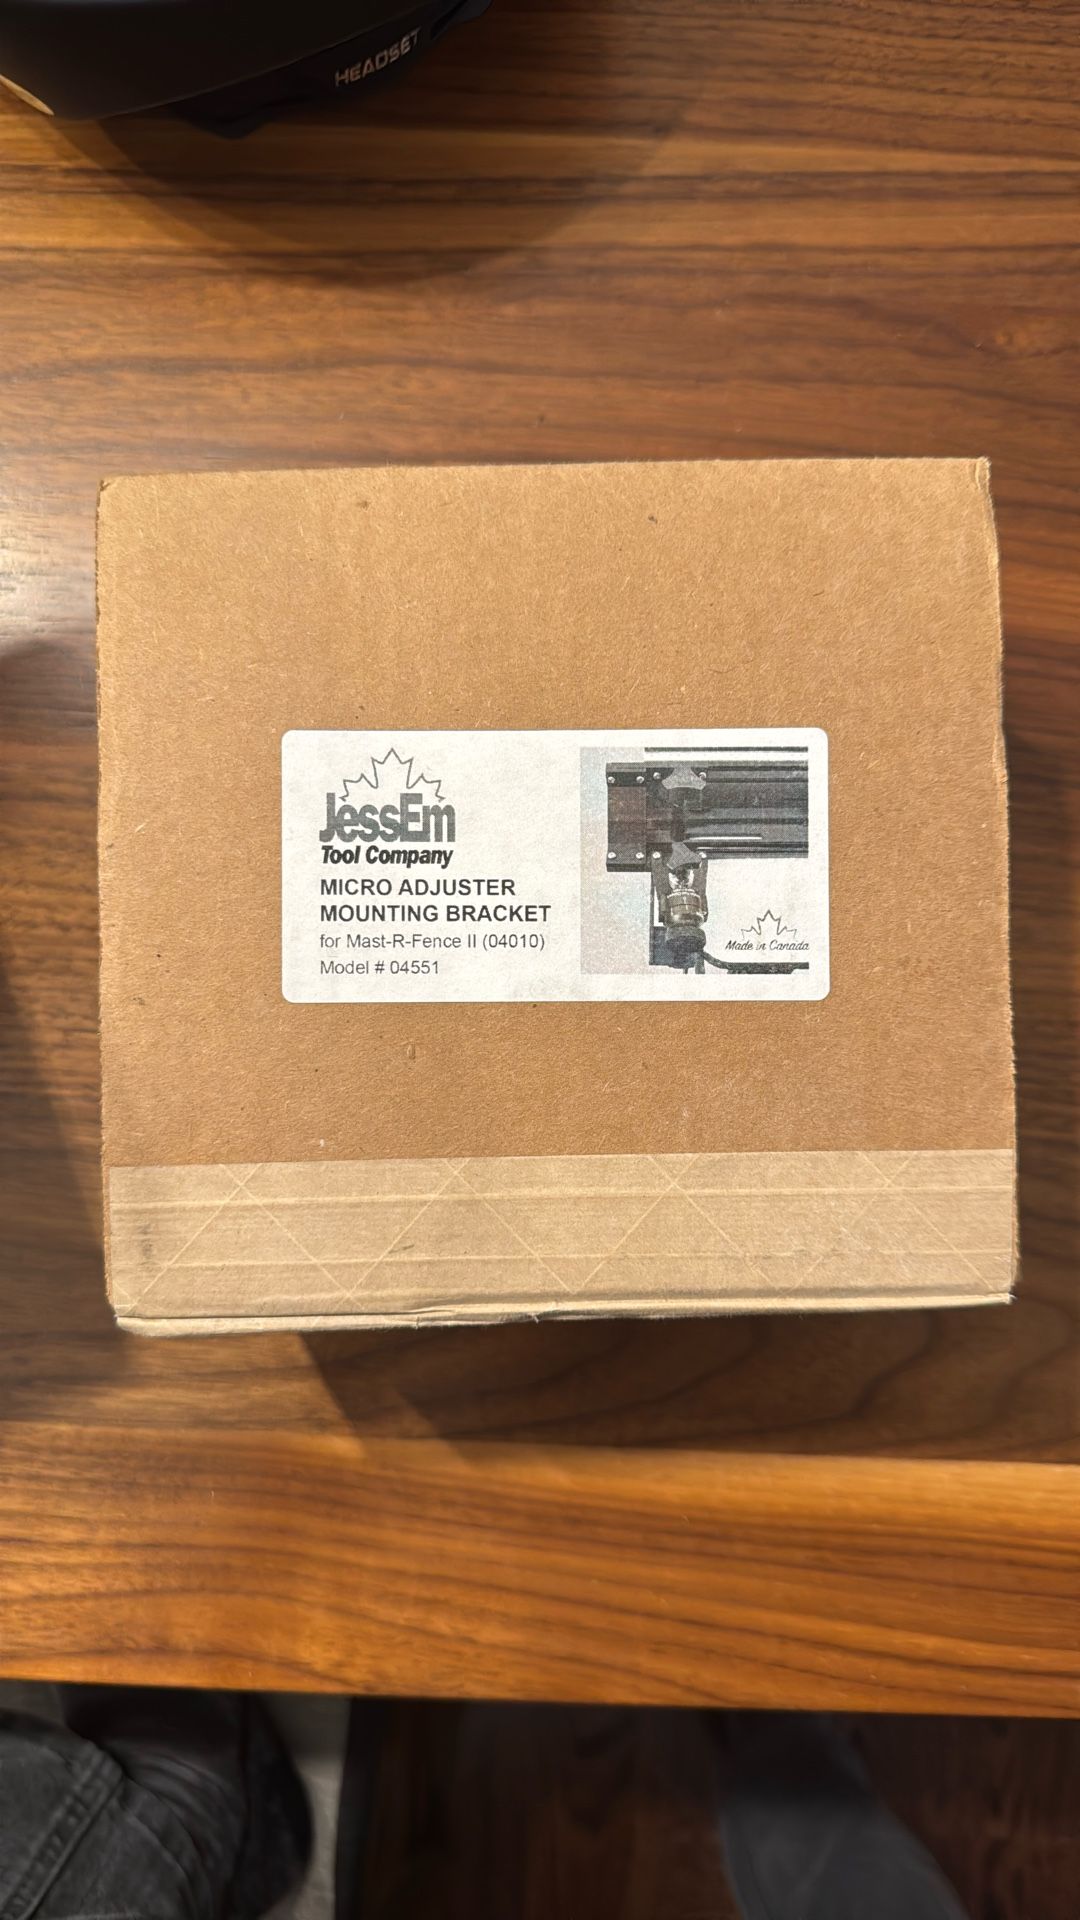 HEADSET
JessEm
Tool Company
MICRO ADJUSTER
MOUNTING BRACKET
for Mast-R-Fence II (04010)
Model # 04551
Made in Canada